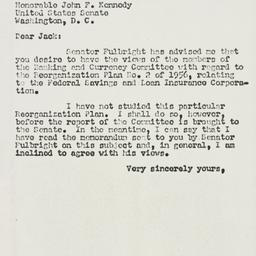 Honorable John F. Kennedy
United States Senate
Washington, D. C.
Dear Jack:
Senator Fulbright has advised me that
you desire to have the views of the members of
the Banking and Currency Committee with regard to
the Reorganization Plan No. 2 of 1956, relating
to the Federal Savings and Loan Insurance Corpora-
tion.
I have not studied this particular
Reorganization Plan. I shall do so, however,
before the report of the Committee is brought to
the Senate. In the meantime, I can say that I
have read the memorandum sent to you by Senator
Fulbright on this subject and, in general, I am
inclined to agree with his views.
Very sincerely yours,